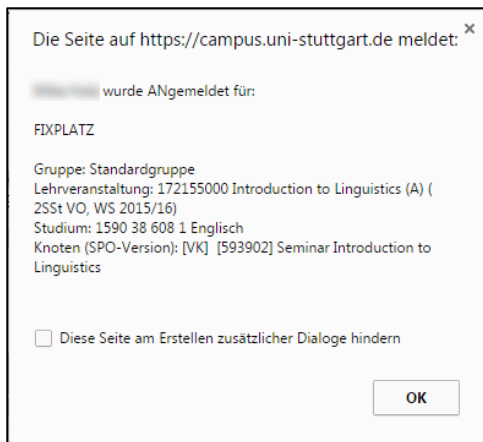 Die Seite auf https://campus.uni-stuttgart.de meldet:
wurde ANgemeldet für:
FIXPLATZ
Gruppe: Standardgruppe
Lehrveranstaltung: 172155000 Introduction to Linguistics (A) (
2SSt VO, WS 2015/16)
Studium: 1590 38 608 1 Englisch
Knoten (SPO-Version): [VK] [593902] Seminar Introduction to
Linguistics
Diese Seite am Erstellen zusätzlicher Dialoge hindern
OK